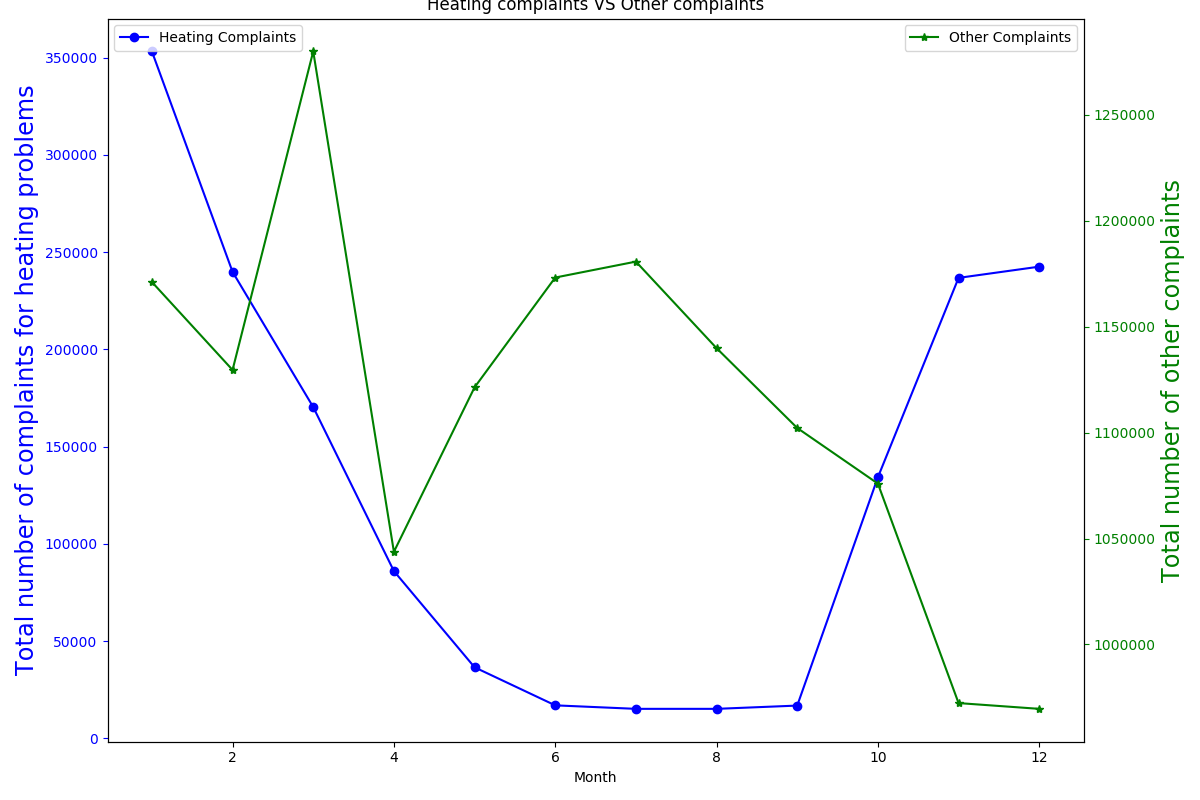 Heating complaints VS Other complaints
Heating Complaints
Other Complaints
Total number of complaints for heating problems
350000
300000
250000
200000
150000
100000
50000
0
1250000
1200000
1150000
1100000
1050000
1000000
Total number of other complaints
2 4 6 8 10 12
Month